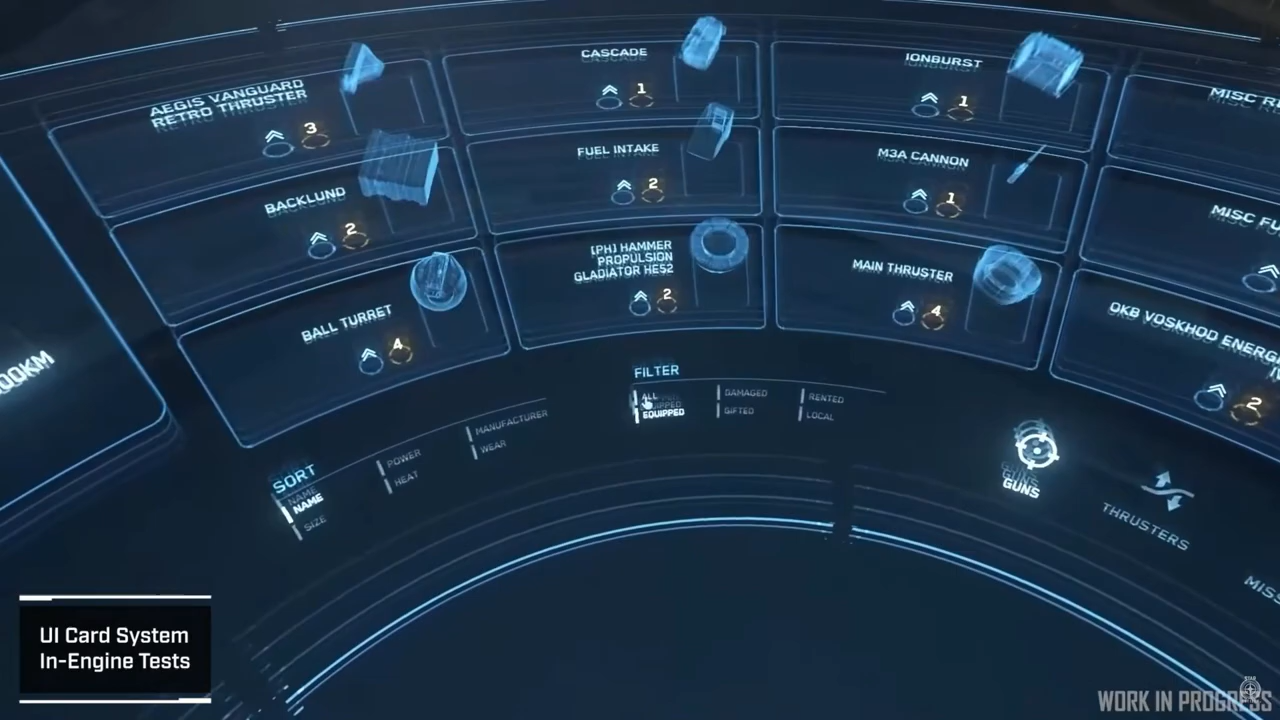 AEGIS VANGUARD
RETRO THRUSTER
3
CASCADE
1
IONBURST
1
BACKLUND
2
FUEL INTAKE
2
M3A CANNON
1
BALL TURRET
4
[PH] HAMMER
PROPULSION
GLADIATOR HE52
2
MAIN THRUSTER
4
MISC
MISC
OKB VOSKHOD
2
00KM
SORT
NAME
SIZE
POWER
HEAT
MANUFACTURER
WEAR
FILTER
ALL
EQUIPPED
DAMAGED
GIFTED
RENTED
LOCAL
GUNS
THRUSTERS
UI Card System
In-Engine Tests
WORK IN PROGRESS